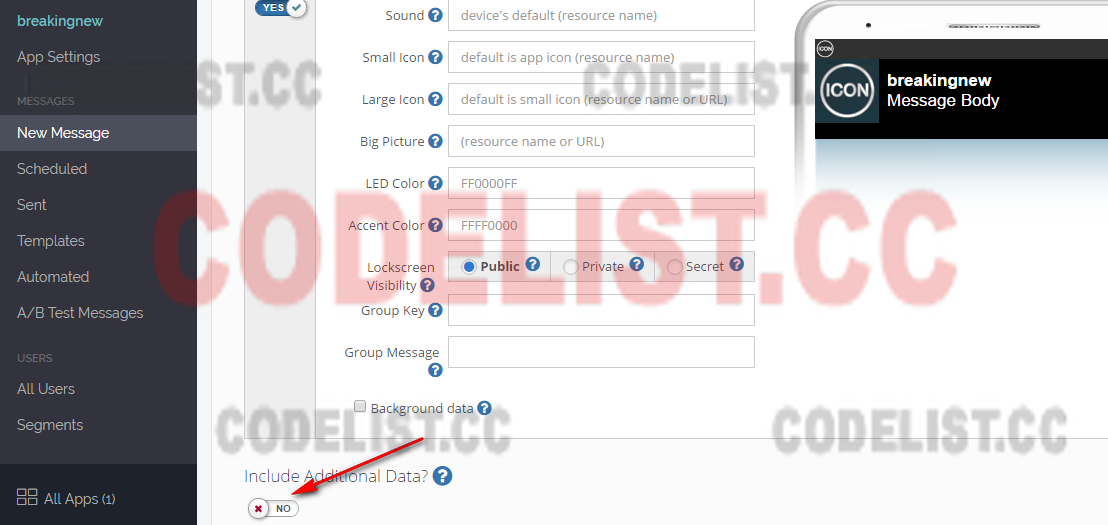 breakingnew
App Settings
MESSAGES
New Message
Scheduled
Sent
Templates
Automated
A/B Test Messages
USERS
All Users
Segments
All Apps (1)
YES
Sound ? device's default (resource name)
Small Icon ? default is app icon (resource name)
Large Icon ? default is small icon (resource name or URL)
Big Picture ? (resource name or URL)
LED Color ? FF0000FF
Accent Color ? FFFF0000
Lockscreen
Visibility ?
Public ? Private ? Secret ?
Group Key ?
Group Message
?
Background data ?
Include Additional Data? ?
NO
ICON
ICON
breakingnew
Message Body
CODELIST.CC
CODELIST.CC
CODELIST.CC
CODELIST.CC
CODELIST.CC